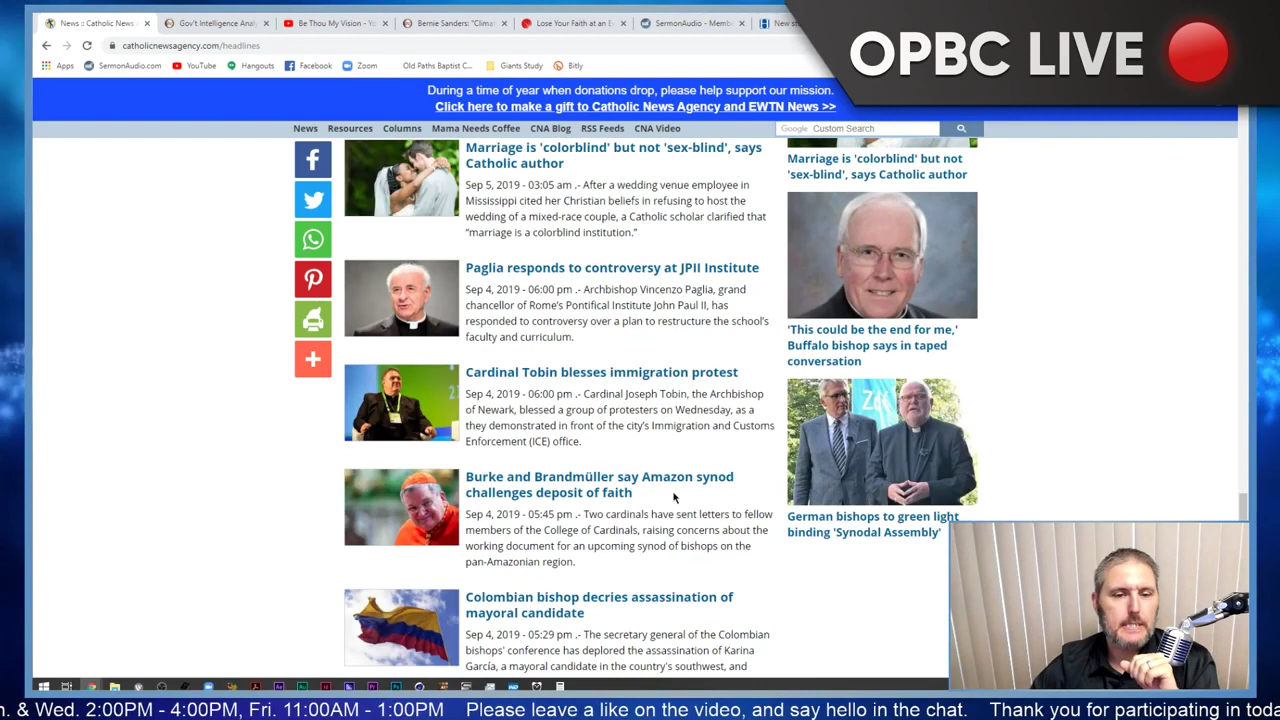 News :: Catholic News
Gov't Intelligence Anal
Be Thou My Vision - Yo
Bernie Sanders: "Climat
Lose Your Faith at an E
SermonAudio - Memb
New st
catholicnewsagency.com/headlines
Apps
SermonAudio.com
YouTube
Hangouts
Facebook
Zoom
Old Paths Baptist C...
Giants Study
Bitly
OPBC LIVE
During a time of year when donations drop, please help support our mission.
Click here to make a gift to Catholic News Agency and EWTN News >>
News
Resources
Columns
Mama Needs Coffee
CNA Blog
RSS Feeds
CNA Video
Google Custom Search
Marriage is 'colorblind' but not 'sex-blind', says
Catholic author
Sep 5, 2019 - 03:05 am .- After a wedding venue employee in
Mississippi cited her Christian beliefs in refusing to host the
wedding of a mixed-race couple, a Catholic scholar clarified that
“marriage is a colorblind institution.”
Paglia responds to controversy at JPII Institute
Sep 4, 2019 - 06:00 pm .- Archbishop Vincenzo Paglia, grand
chancellor of Rome’s Pontifical Institute John Paul II, has
responded to controversy over a plan to restructure the school’s
faculty and curriculum.
Cardinal Tobin blesses immigration protest
Sep 4, 2019 - 06:00 pm .- Cardinal Joseph Tobin, the Archbishop
of Newark, blessed a group of protesters on Wednesday, as a
they demonstrated in front of the city’s Immigration and Customs
Enforcement (ICE) office.
Burke and Brandmüller say Amazon synod
challenges deposit of faith
Sep 4, 2019 - 05:45 pm .- Two cardinals have sent letters to fellow
members of the College of Cardinals, raising concerns about the
working document for an upcoming synod of bishops on the
pan-Amazonian region.
Colombian bishop decries assassination of
mayoral candidate
Sep 4, 2019 - 05:29 pm .- The secretary general of the Colombian
bishops’ conference has deplored the assassination of Karina
García, a mayoral candidate in the country's southwest, and
Marriage is 'colorblind' but not
'sex-blind', says Catholic author
'This could be the end for me,'
Buffalo bishop says in taped
conversation
ZdK
German bishops to green light
binding 'Synodal Assembly'
n. & Wed. 2:00PM - 4:00PM, Fri. 11:00AM - 1:00PM
Please leave a like on the video, and say hello in the chat.
Thank you for participating in toda